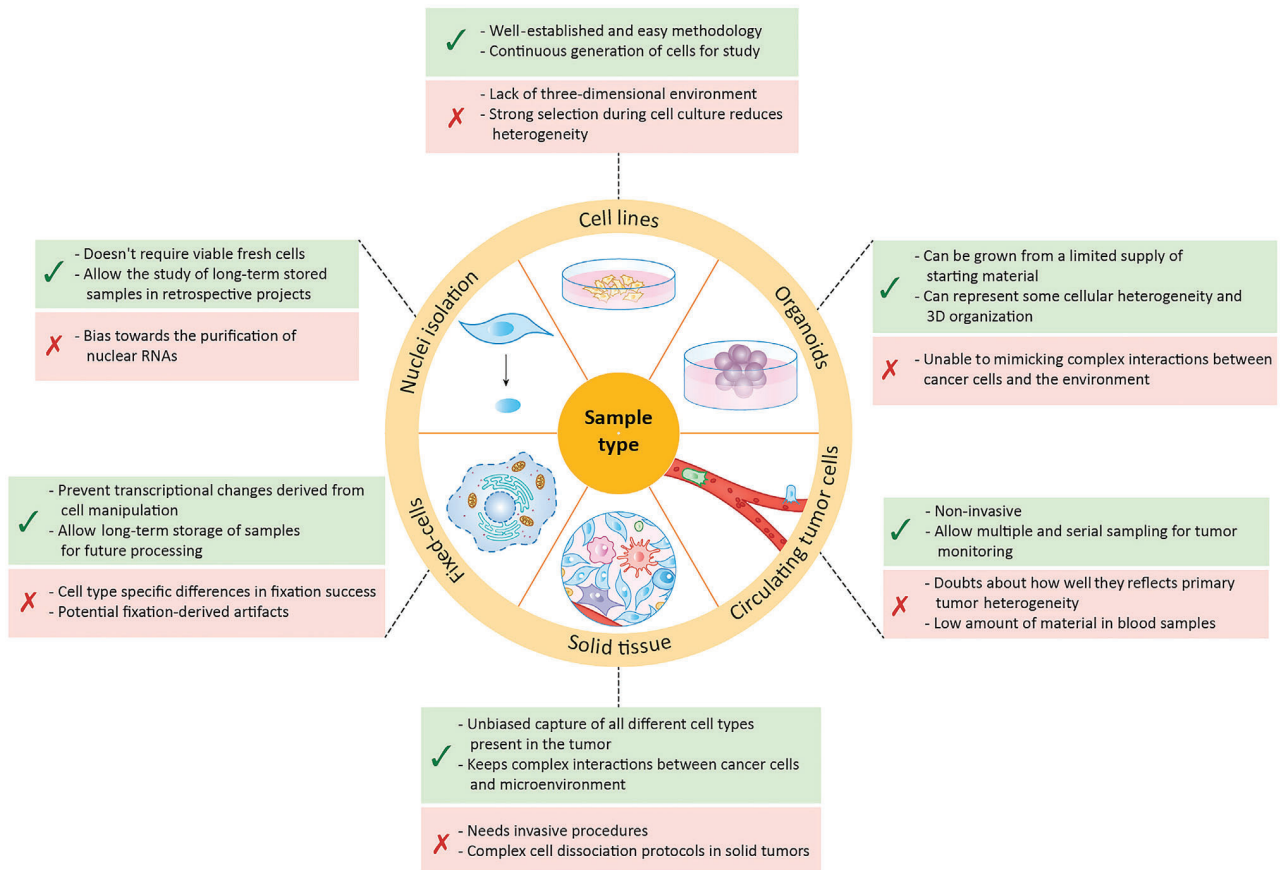 - Well-established and easy methodology
- Continuous generation of cells for study
- Lack of three-dimensional environment
- Strong selection during cell culture reduces
heterogeneity
Cell lines
Organoids
Circulating tumor cells
Solid tissue
Fixed-cells
Nuclei isolation
Sample
type
- Can be grown from a limited supply of
starting material
- Can represent some cellular heterogeneity and
3D organization
- Unable to mimicking complex interactions between
cancer cells and the environment
- Non-invasive
- Allow multiple and serial sampling for tumor
monitoring
- Doubts about how well they reflects primary
tumor heterogeneity
- Low amount of material in blood samples
- Unbiased capture of all different cell types
present in the tumor
- Keeps complex interactions between cancer cells
and microenvironment
- Needs invasive procedures
- Complex cell dissociation protocols in solid tumors
- Prevent transcriptional changes derived from
cell manipulation
- Allow long-term storage of samples
for future processing
- Cell type specific differences in fixation success
- Potential fixation-derived artifacts
- Doesn't require viable fresh cells
- Allow the study of long-term stored
samples in retrospective projects
- Bias towards the purification of
nuclear RNAs